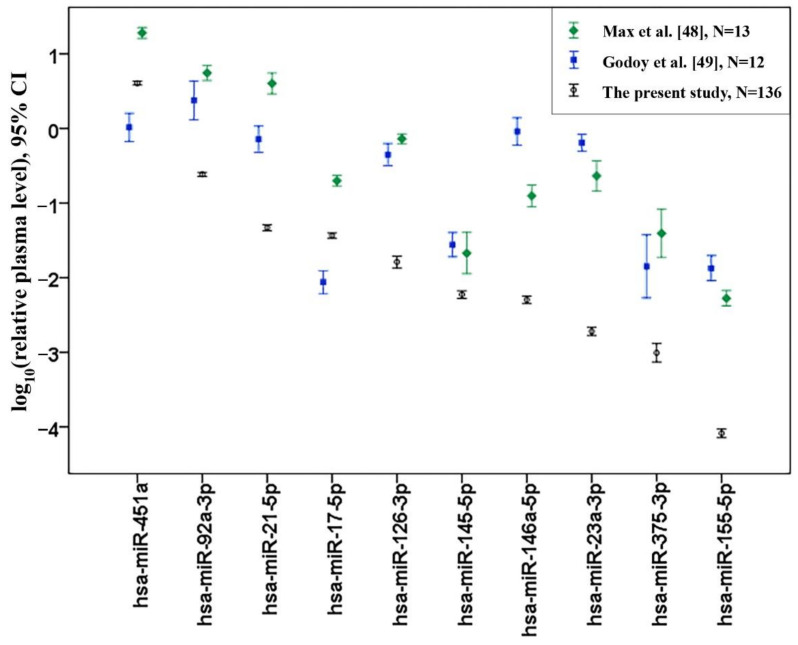 Max et al. [48], N=13
Godoy et al. [49], N=12
The present study, N=136
log10(relative plasma level), 95% CI
1
0
−1
−2
−3
−4
hsa-miR-451a
hsa-miR-92a-3p
hsa-miR-21-5p
hsa-miR-17-5p
hsa-miR-126-3p
hsa-miR-145-5p
hsa-miR-146a-5p
hsa-miR-23a-3p
hsa-miR-375-3p
hsa-miR-155-5p